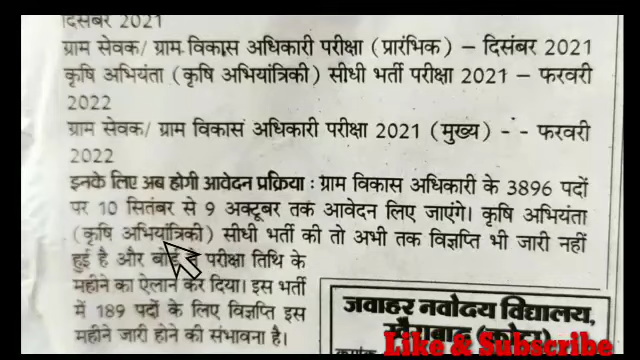 दिसंबर 2021
ग्राम सेवक/ ग्राम विकास अधिकारी परीक्षा (प्रारंभिक) – दिसंबर 2021
कृषि अभियंता (कृषि अभियांत्रिकी) सीधी भर्ती परीक्षा 2021 – फरवरी
2022
ग्राम सेवक/ ग्राम विकास अधिकारी परीक्षा 2021 (मुख्य) - - फरवरी
2022
इनके लिए अब होगी आवेदन प्रक्रिया : ग्राम विकास अधिकारी के 3896 पदों
पर 10 सितंबर से 9 अक्टूबर तक आवेदन लिए जाएंगे। कृषि अभियंता
(कृषि अभियांत्रिकी) सीधी भर्ती की तो अभी तक विज्ञप्ति भी जारी नहीं
हुई है और बोर्ड ने परीक्षा तिथि के
महीने का ऐलान कर दिया। इस भर्ती
में 189 पदों के लिए विज्ञप्ति इस
महीने जारी होने की संभावना है।
जवाहर नवोदय विद्यालय,
खैराबाद
क्रमांक
Like & Subscribe